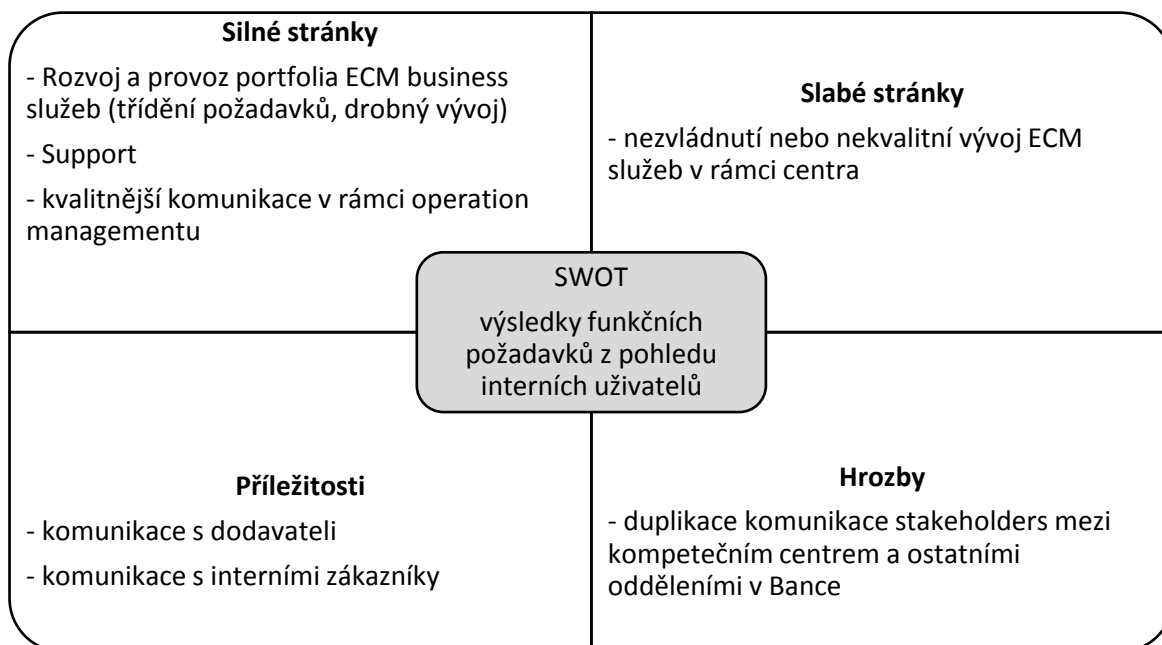 Silné stránky
- Rozvoj a provoz portfolia ECM business
služeb (třídění požadavků, drobný vývoj)
- Support
- kvalitnější komunikace v rámci operation
managementu
Slabé stránky
- nezvládnutí nebo nekvalitní vývoj ECM
služeb v rámci centra
SWOT
výsledky funkčních
požadavků z pohledu
interních uživatelů
Příležitosti
- komunikace s dodavateli
- komunikace s interními zákazníky
Hrozby
- duplikace komunikace stakeholders mezi
kompetečním centrem a ostatními
odděleními v Bance